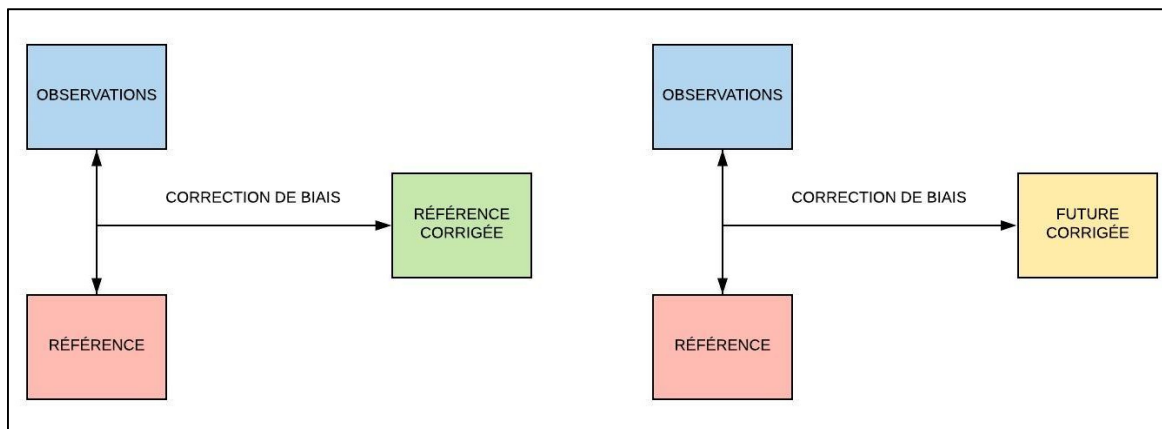 OBSERVATIONS
CORRECTION DE BIAIS
RÉFÉRENCE
CORRIGÉE
RÉFÉRENCE
OBSERVATIONS
CORRECTION DE BIAIS
FUTURE
CORRIGÉE
RÉFÉRENCE